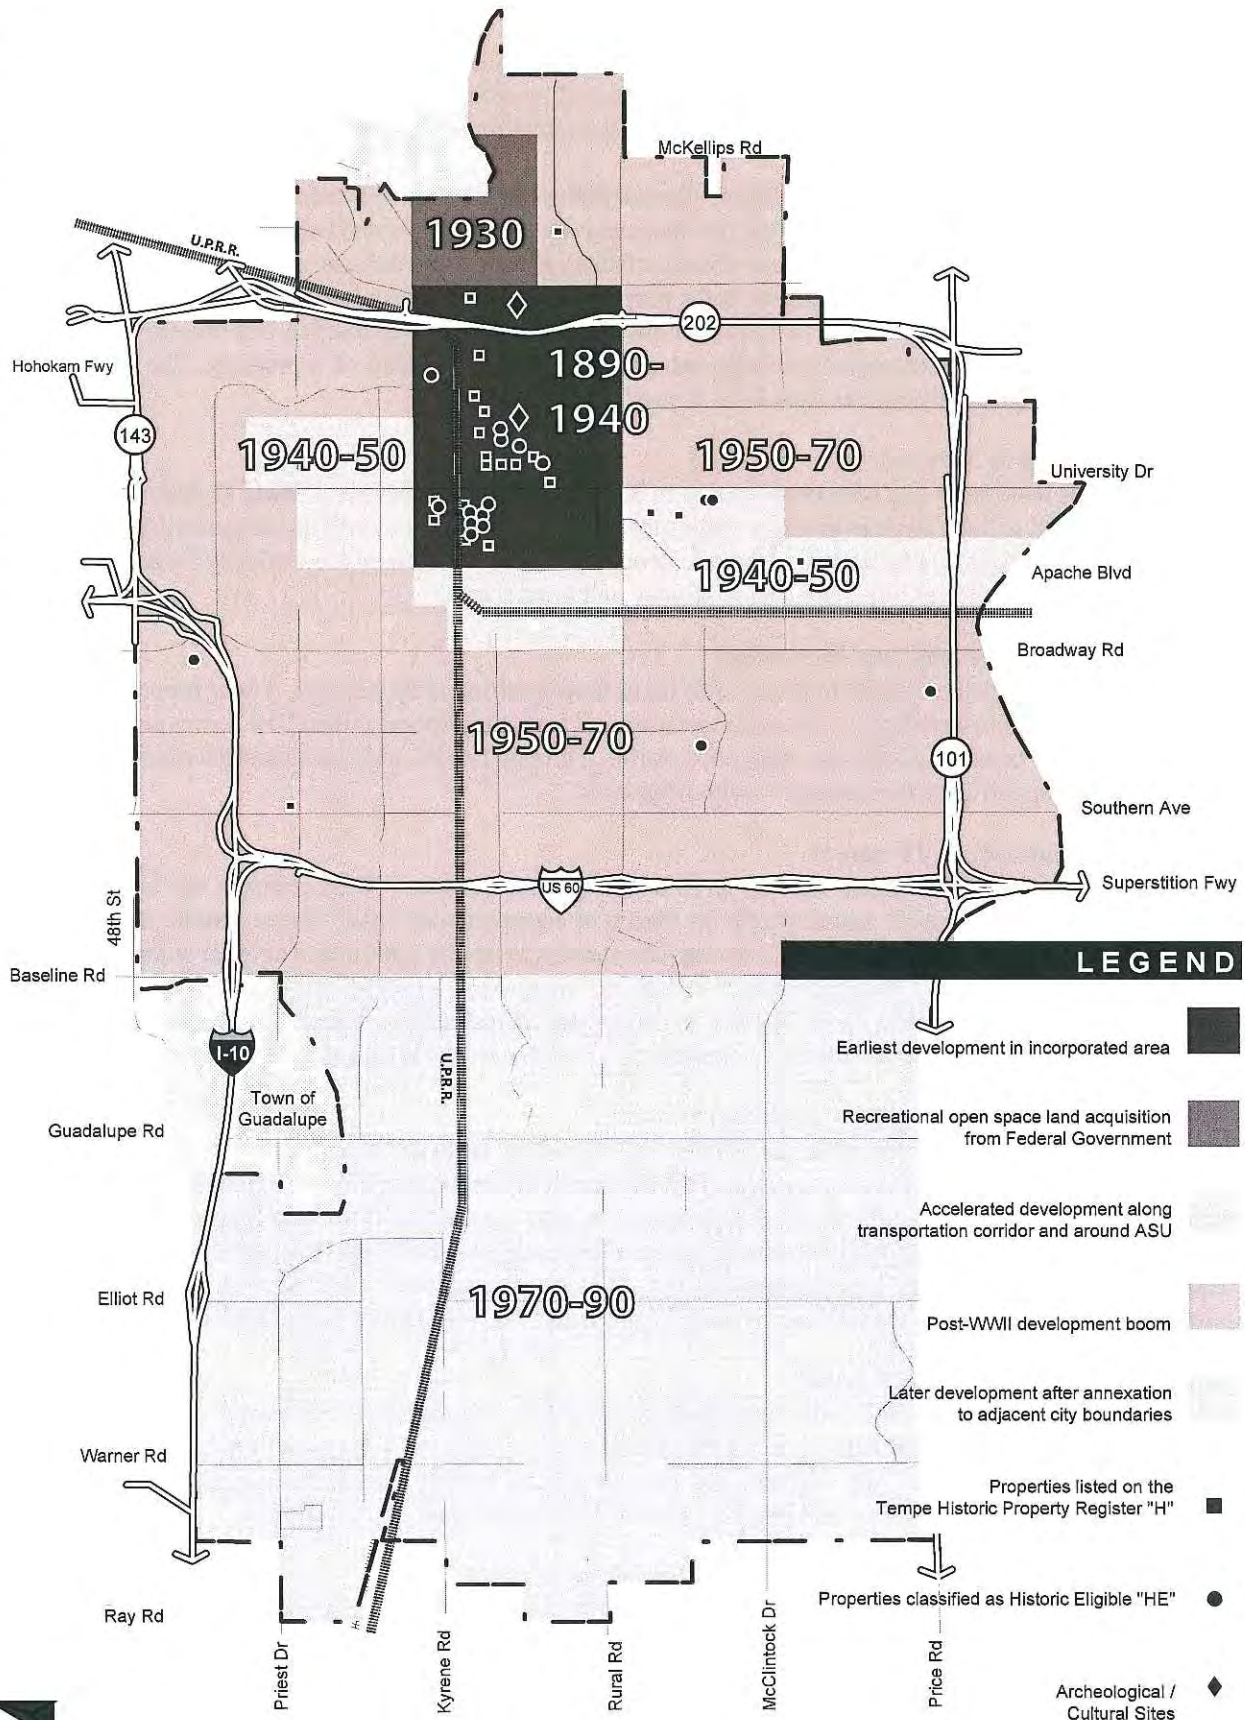 McKellips Rd
1930
U.P.R.R.
202
Hohokam Fwy
1890-
1940
143
1940-50
1950-70
University Dr
1940-50
Apache Blvd
Broadway Rd
1950-70
101
Southern Ave
US 60
Superstition Fwy
48th St
Baseline Rd
LEGEND
I-10
U.P.R.R.
Earliest development in incorporated area
Town of
Guadalupe
Guadalupe Rd
Recreational open space land acquisition
from Federal Government
Accelerated development along
transportation corridor and around ASU
Elliot Rd
1970-90
Post-WWII development boom
Later development after annexation
to adjacent city boundaries
Warner Rd
Properties listed on the
Tempe Historic Property Register "H"
Properties classified as Historic Eligible "HE"
Ray Rd
Priest Dr
Kyrene Rd
Rural Rd
McClintock Dr
Price Rd
Archeological /
Cultural Sites